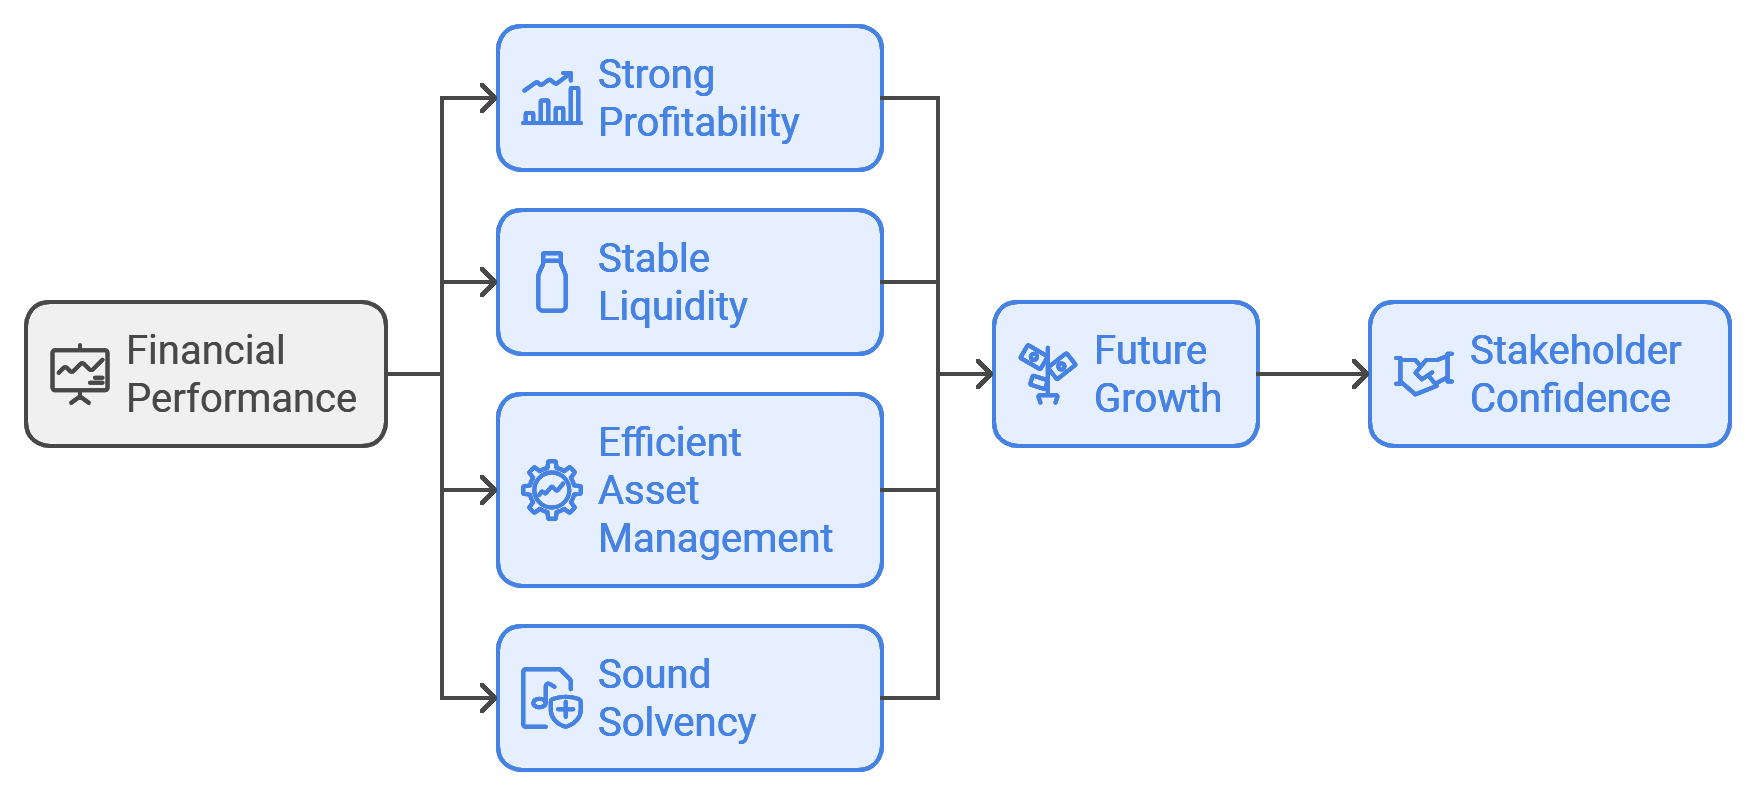 Financial
Performance
Strong
Profitability
Stable
Liquidity
Efficient
Asset
Management
Sound
Solvency
Future
Growth
Stakeholder
Confidence